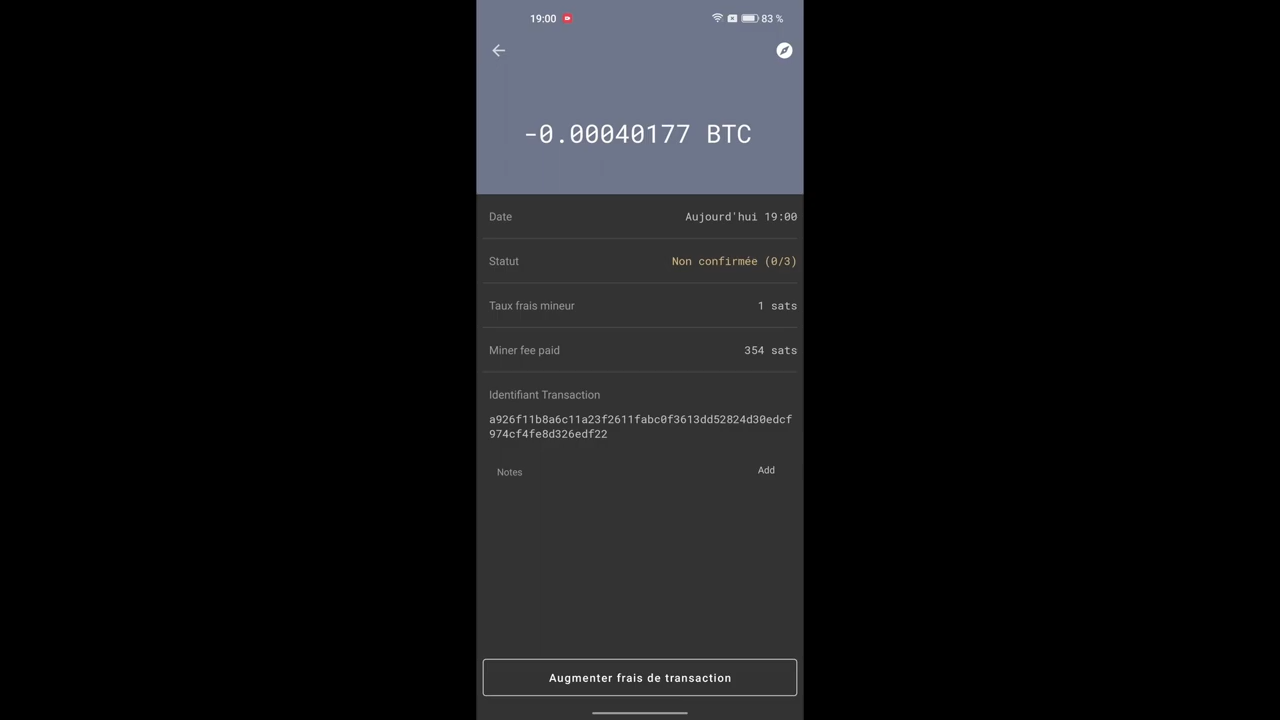 19:00 83 %
-0.00040177 BTC
Date Aujourd'hui 19:00
Statut Non confirmée (0/3)
Taux frais mineur 1 sats
Miner fee paid 354 sats
Identifiant Transaction
a926f11b8a6c11a23f2611fabc0f3613dd52824d30edcf
974cf4fe8d326edf22
Notes Add
Augmenter frais de transaction